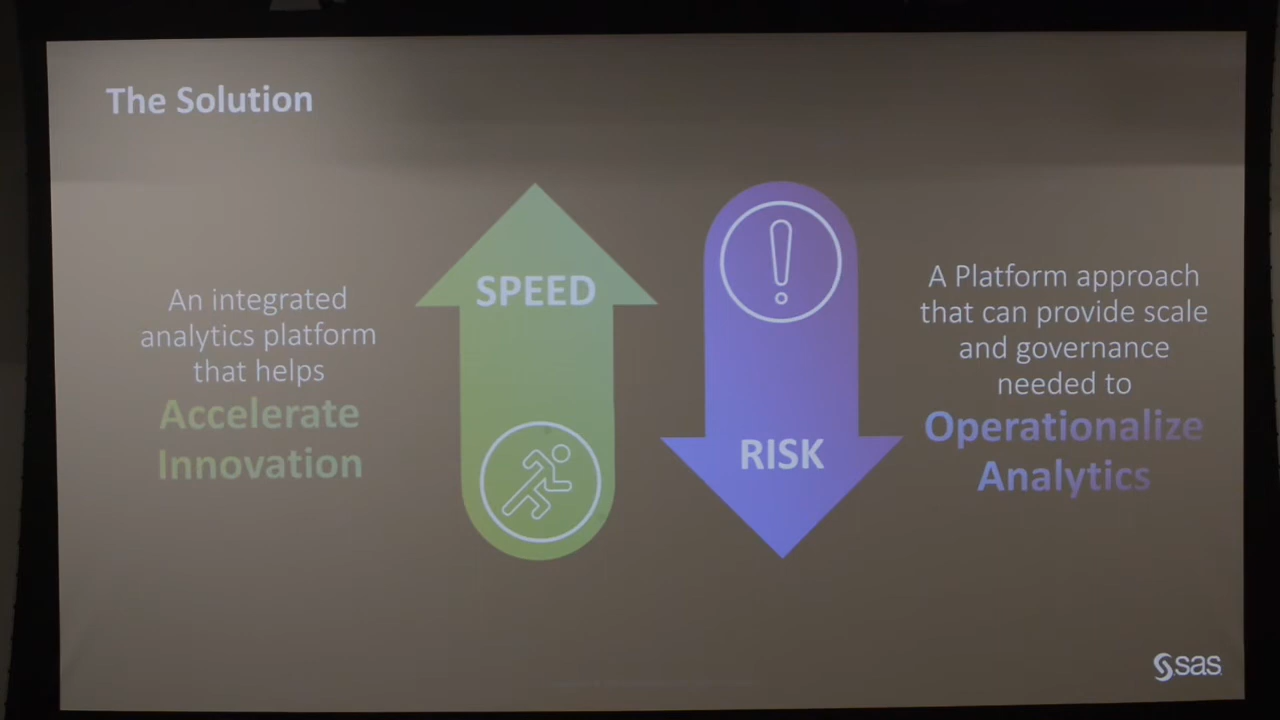 The Solution
An integrated
analytics platform
that helps
Accelerate
Innovation
SPEED
RISK
A Platform approach
that can provide scale
and governance
needed to
Operationalize
Analytics
sas